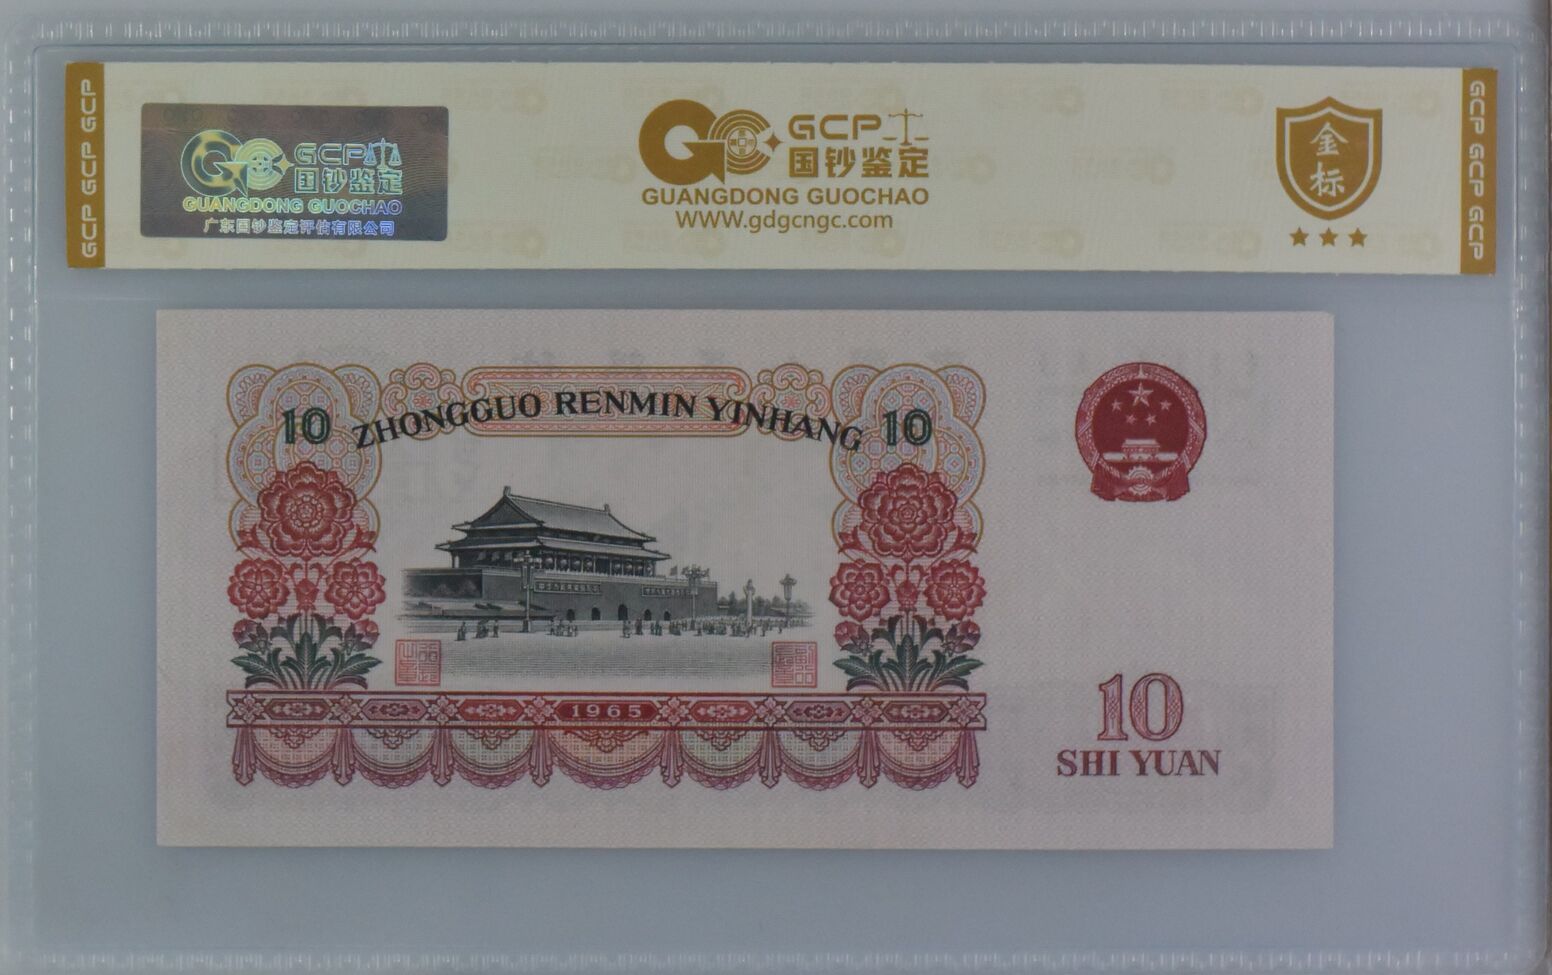 GCP GCP GCP
GCP 国钞鉴定
GUANGDONG GUOCHAO
广东国钞鉴定评估有限公司
GCP
国钞鉴定
GUANGDONG GUOCHAO
WWW.gdgcngc.com
金标
GCP GCP GCP
10 ZHONGGUO RENMIN YINHANG 10
1965
10
SHI YUAN